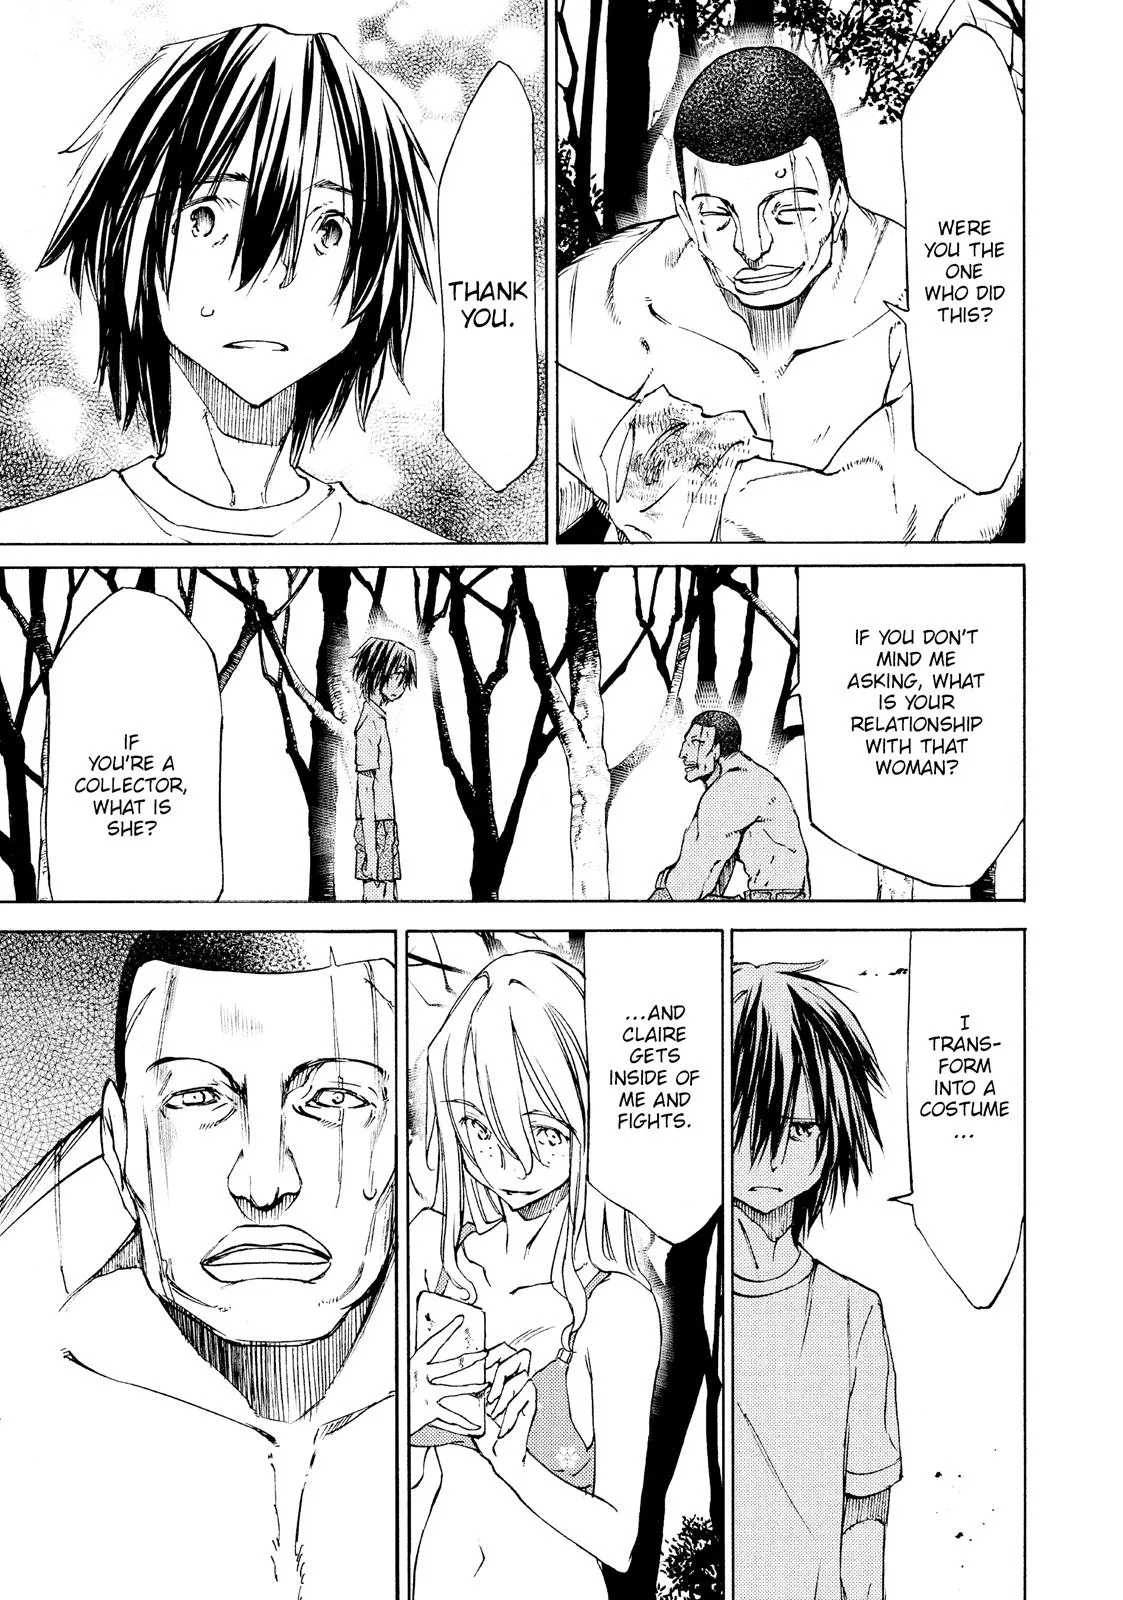 WERE
YOU THE
ONE
WHO DID
THIS?
THANK
YOU.
IF YOU DON'T
MIND ME
ASKING, WHAT
IS YOUR
RELATIONSHIP
WITH THAT
WOMAN?
IF
YOU'RE A
COLLECTOR,
WHAT IS
SHE?
I
TRANS-
FORM
INTO A
COSTUME
...
...AND
CLAIRE
GETS
INSIDE OF
ME AND
FIGHTS.